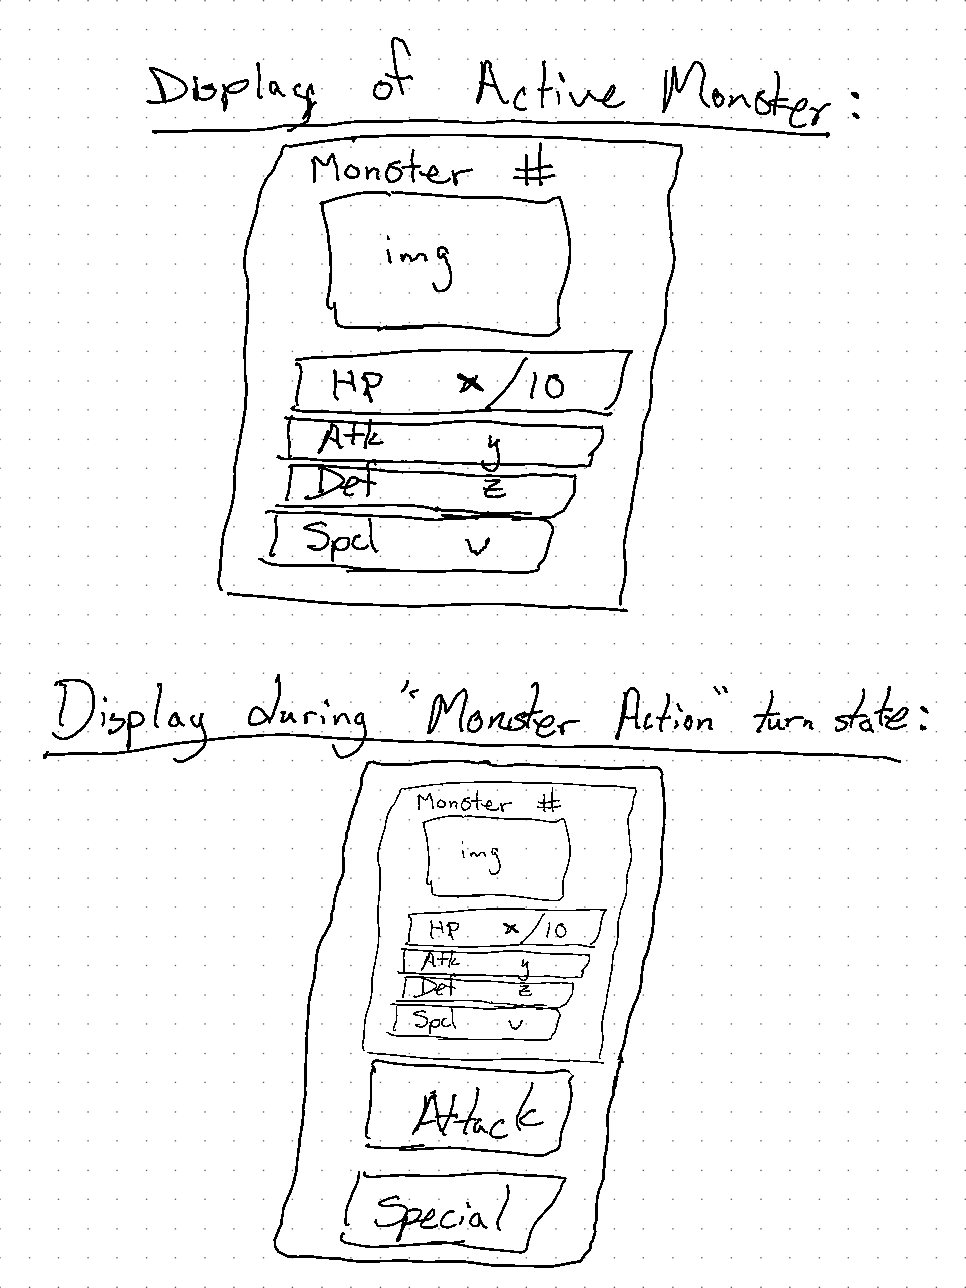 Display of Active Monster:
Monster #
img
HP x/10
Atk y
Def z
Spcl v
Display during "Monster Action" turn state:
Monster #
img
HP x/10
Atk y
Def z
Spcl v
Attack
Special